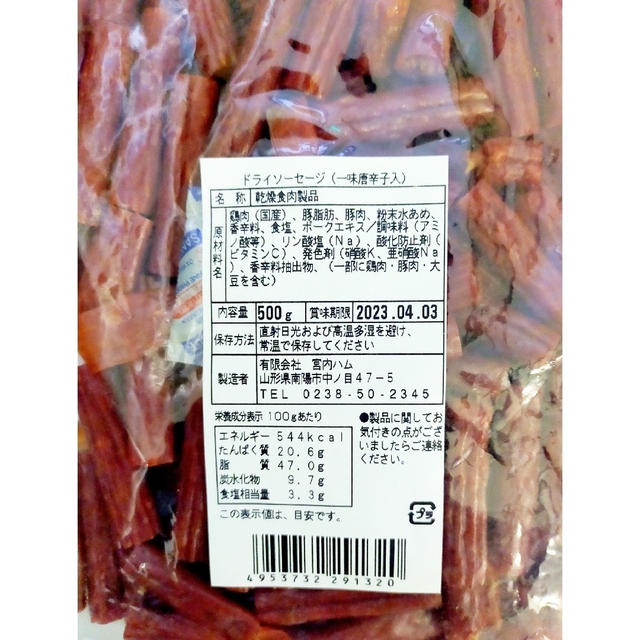 ドライソーセージ（一味唐辛子入）
名 称 乾燥食肉製品
原材料名
鶏肉（国産）、豚脂肪、豚肉、粉末水あめ、
香辛料、食塩、ポークエキス／調味料（アミ
ノ酸等）、リン酸塩（Na）、酸化防止剤（
ビタミンC）、発色剤（硝酸K、亜硝酸Na）
、香辛料抽出物、（一部に鶏肉・豚肉・大
豆を含む）
内容量 500g 賞味期限 2023.04.03
保存方法 直射日光および高温多湿を避け、
常温で保存してください
製造者 有限会社 宮内ハム
山形県南陽市中ノ目47-5
TEL 0238-50-2345
栄養成分表示 100gあたり
エネルギー 544kcal
たんぱく質 20.6g
脂 質 47.0g
炭水化物 9.7g
食塩相当量 3.3g
この表示値は、目安です。
●製品に関してお
気付きの点がござ
いましたらご連絡
ください。
プラ
4953732 291320